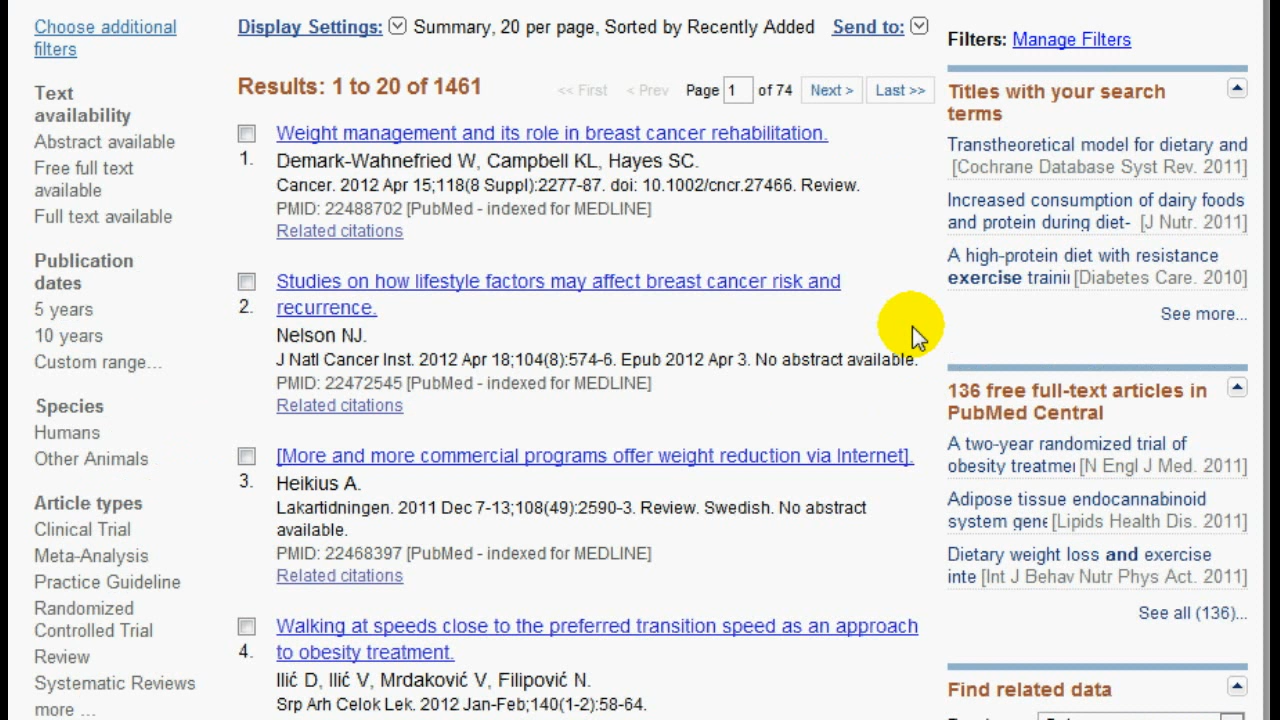 Choose additional
filters
Text
availability
Abstract available
Free full text
available
Full text available
Publication
dates
5 years
10 years
Custom range...
Species
Humans
Other Animals
Article types
Clinical Trial
Meta-Analysis
Practice Guideline
Randomized
Controlled Trial
Review
Systematic Reviews
more ...
Display Settings: Summary, 20 per page, Sorted by Recently Added Send to:
Results: 1 to 20 of 1461
<< First < Prev Page 1 of 74 Next > Last >>
Weight management and its role in breast cancer rehabilitation.
1. Demark-Wahnefried W, Campbell KL, Hayes SC.
Cancer. 2012 Apr 15;118(8 Suppl):2277-87. doi: 10.1002/cncr.27466. Review.
PMID: 22488702 [PubMed - indexed for MEDLINE]
Related citations
Studies on how lifestyle factors may affect breast cancer risk and
2. recurrence.
Nelson NJ.
J Natl Cancer Inst. 2012 Apr 18;104(8):574-6. Epub 2012 Apr 3. No abstract available.
PMID: 22472545 [PubMed - indexed for MEDLINE]
Related citations
[More and more commercial programs offer weight reduction via Internet].
3. Heikius A.
Lakartidningen. 2011 Dec 7-13;108(49):2590-3. Review. Swedish. No abstract
available.
PMID: 22468397 [PubMed - indexed for MEDLINE]
Related citations
Walking at speeds close to the preferred transition speed as an approach
4. to obesity treatment.
Ilić D, Ilić V, Mrdaković V, Filipović N.
Srp Arh Celok Lek. 2012 Jan-Feb;140(1-2):58-64.
Filters: Manage Filters
Titles with your search
terms
Transtheoretical model for dietary and
[Cochrane Database Syst Rev. 2011]
Increased consumption of dairy foods
and protein during diet- [J Nutr. 2011]
A high-protein diet with resistance
exercise trainii [Diabetes Care. 2010]
See more...
136 free full-text articles in
PubMed Central
A two-year randomized trial of
obesity treatmei [N Engl J Med. 2011]
Adipose tissue endocannabinoid
system gene [Lipids Health Dis. 2011]
Dietary weight loss and exercise
inte [Int J Behav Nutr Phys Act. 2011]
See all (136)...
Find related data